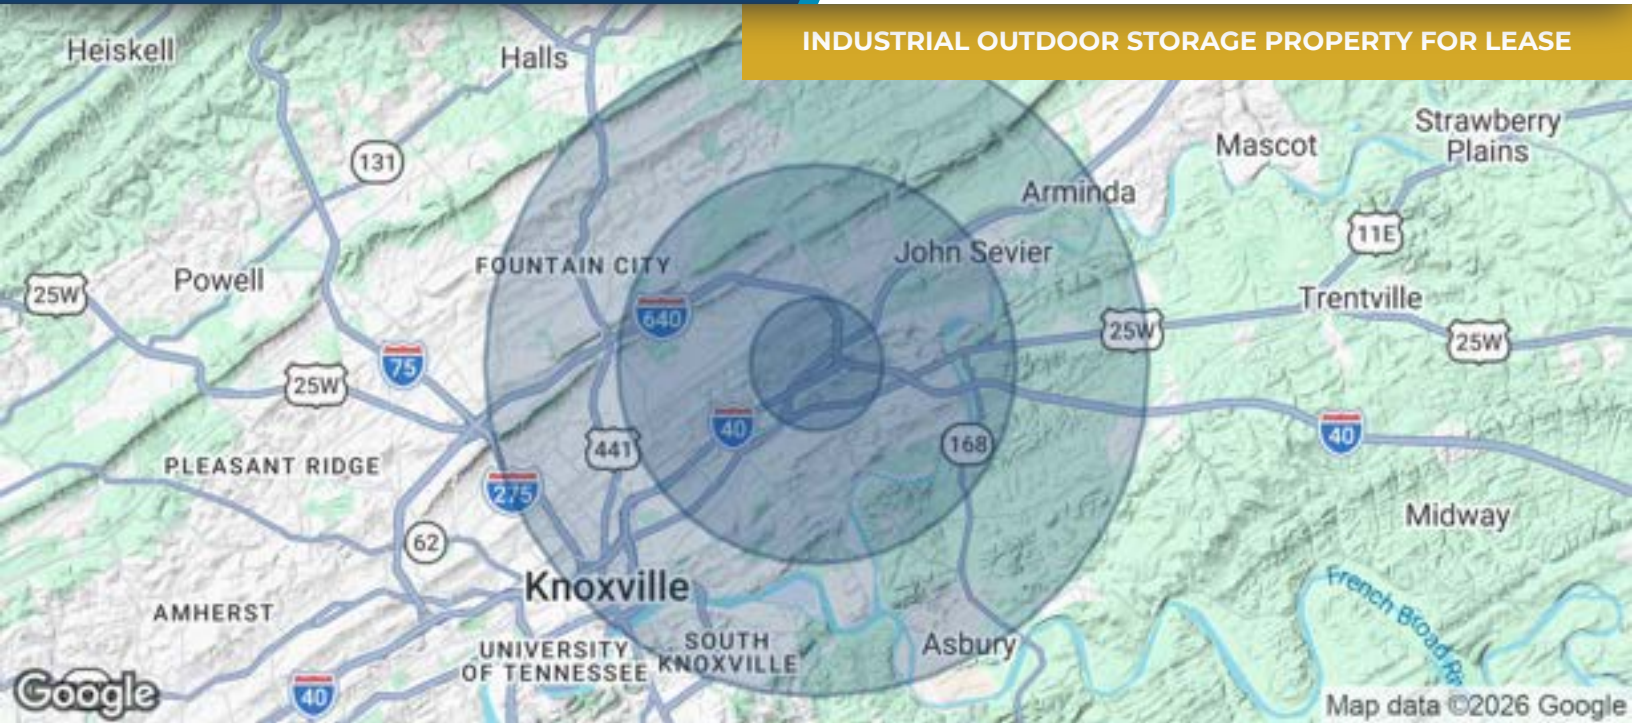 INDUSTRIAL OUTDOOR STORAGE PROPERTY FOR LEASE
Heiskell
Halls
Strawberry
Plains
Mascot
131
Arminda
11E
John Sevier
FOUNTAIN CITY
Powell
25W
Trentville
640
25W
25W
75
25W
40
40
441
168
PLEASANT RIDGE
275
Midway
62
Knoxville
French Broad
AMHERST
UNIVERSITY
OF TENNESSEE
SOUTH
KNOXVILLE
Asbury
40
Google
Map data ©2026 Google